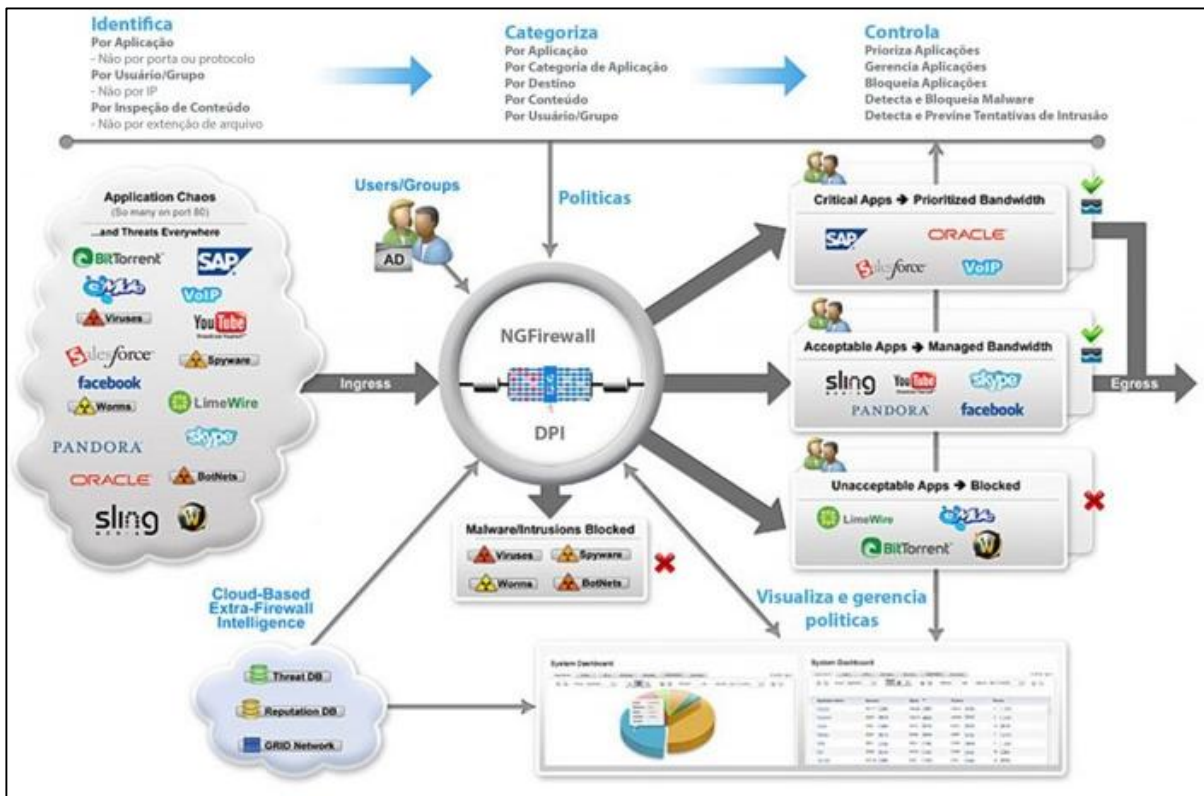 Identifica
Por Aplicação
- Não por porta ou protocolo
Por Usuário/Grupo
- Não por IP
Por Inspeção de Conteúdo
- Não por extenção de arquivo
Categoriza
Por Aplicação
Por Categoria de Aplicação
Por Destino
Por Conteúdo
Por Usuário/Grupo
Controla
Prioriza Aplicações
Gerencia Aplicações
Bloqueia Aplicações
Detecta e Bloqueia Malware
Detecta e Previne Tentativas de Intrusão
Application Chaos
(So many on port 80)
...and Threats Everywhere
BitTorrent
SAP
VoIP
Viruses
YouTube
Salesforce
Spyware
facebook
Worms
LimeWire
PANDORA
skype
ORACLE
BotNets
sling
MEDIA
Users/Groups
AD
Politicas
Ingress
NGFirewall
DPI
Critical Apps → Prioritized Bandwidth
SAP
ORACLE
Salesforce
VoIP
Acceptable Apps → Managed Bandwidth
sling
YouTube
skype
PANDORA
facebook
Egress
Unacceptable Apps → Blocked
LimeWire
BitTorrent
Malware/Intrusions Blocked
Viruses
Spyware
Worms
BotNets
Cloud-Based
Extra-Firewall
Intelligence
Threat DB
Reputation DB
GRID Network
Visualiza e gerencia
politicas
System Dashboard
System Dashboard